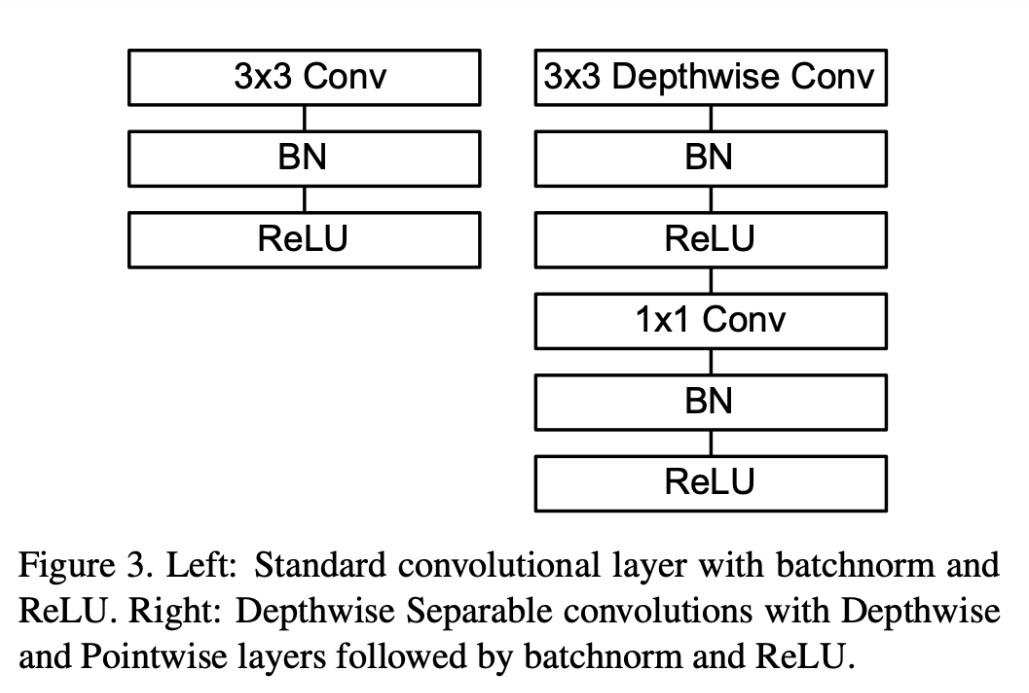 3x3 Conv
BN
ReLU
3x3 Depthwise Conv
BN
ReLU
1x1 Conv
BN
ReLU
Figure 3. Left: Standard convolutional layer with batchnorm and
ReLU. Right: Depthwise Separable convolutions with Depthwise
and Pointwise layers followed by batchnorm and ReLU.